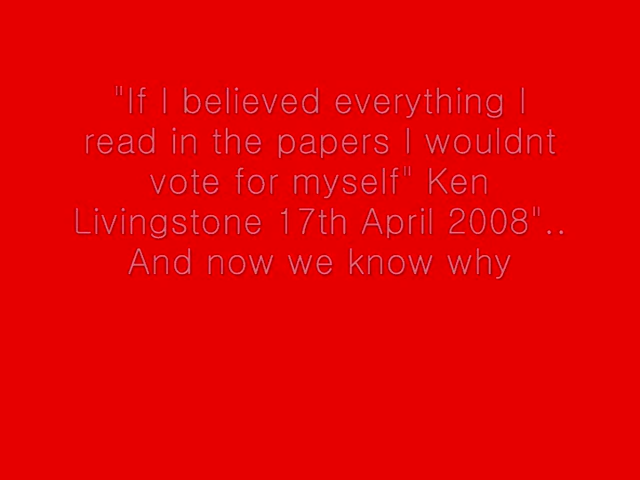 "If I believed everything I
read in the papers I wouldnt
vote for myself" Ken
Livingstone 17th April 2008"..
And now we know why